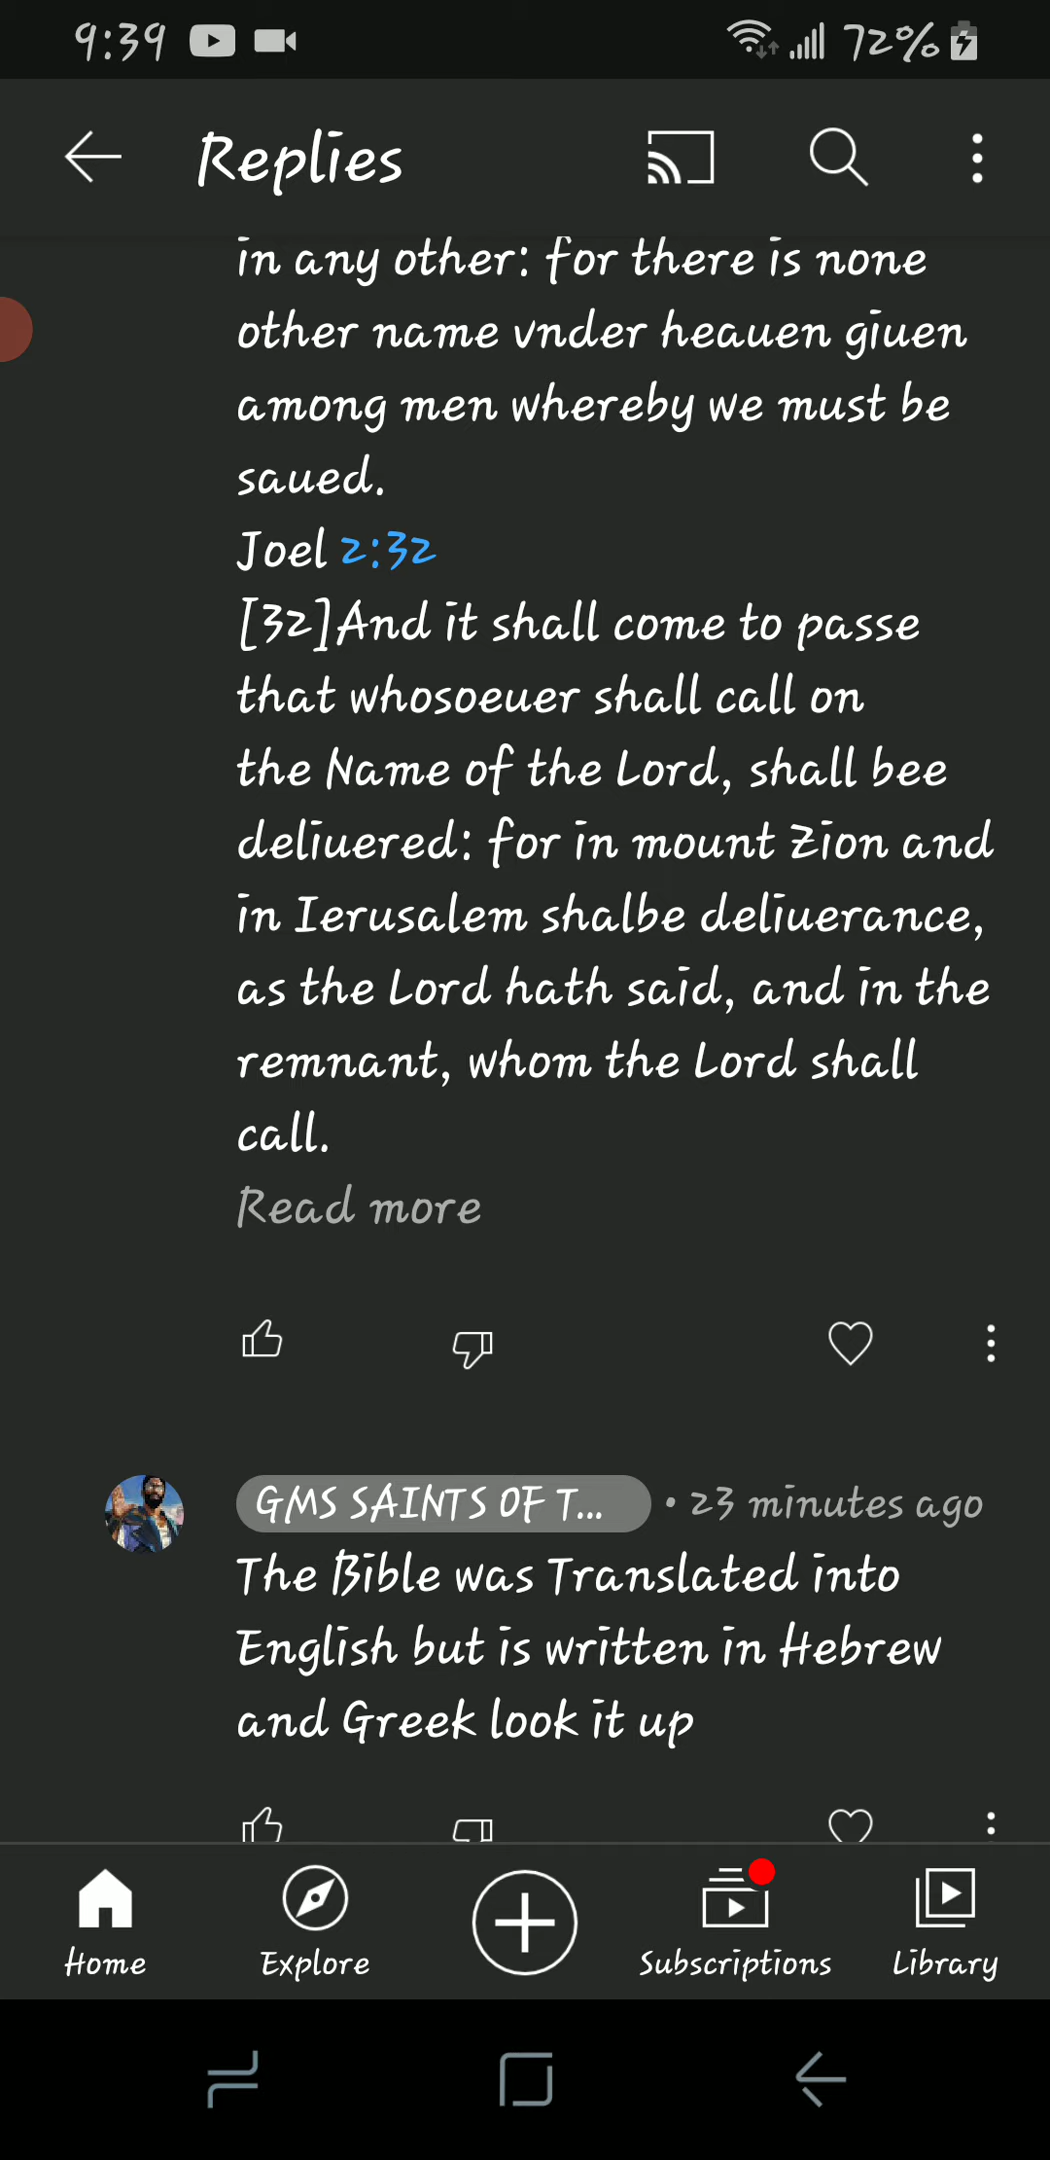 9:39 72%
Replies
in any other: for there is none
other name vnder heauen giuen
among men whereby we must be
saued.
Joel 2:32
[32]And it shall come to passe
that whosoeuer shall call on
the Name of the Lord, shall bee
deliuered: for in mount Zion and
in Ierusalem shalbe deliuerance,
as the Lord hath said, and in the
remnant, whom the Lord shall
call.
Read more
GMS SAINTS OF T... • 23 minutes ago
The Bible was Translated into
English but is written in Hebrew
and Greek look it up
Home Explore Subscriptions Library